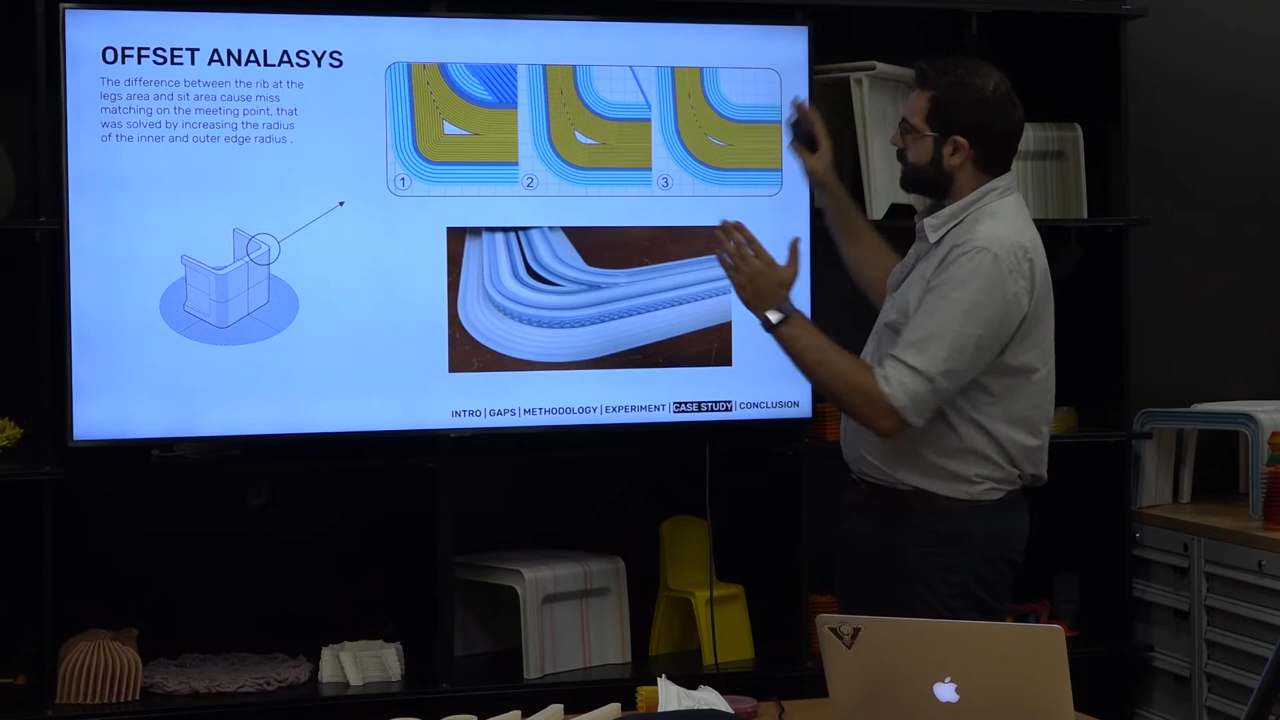 OFFSET ANALASYS
The difference between the rib at the
legs area and sit area cause miss
matching on the meeting point, that
was solved by increasing the radius
of the inner and outer edge radius .
1 2 3
INTRO | GAPS | METHODOLOGY | EXPERIMENT | CASE STUDY | CONCLUSION